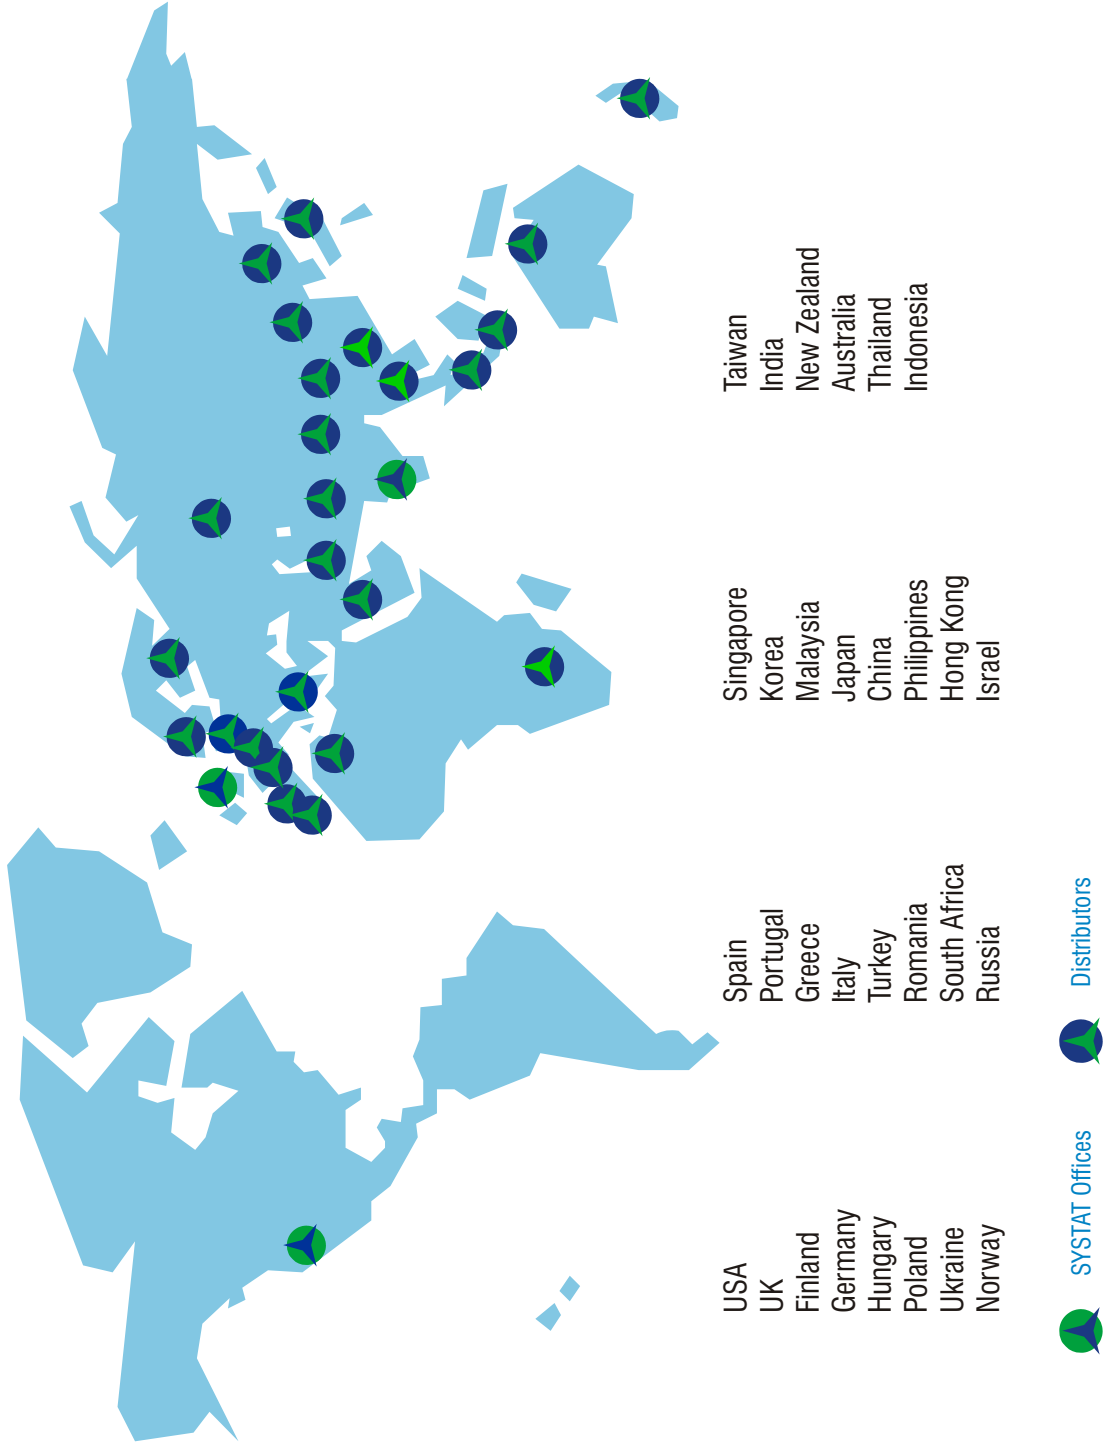 USA
UK
Finland
Germany
Hungary
Poland
Ukraine
Norway
Spain
Portugal
Greece
Italy
Turkey
Romania
South Africa
Russia
Singapore
Korea
Malaysia
Japan
China
Philippines
Hong Kong
Israel
Taiwan
India
New Zealand
Australia
Thailand
Indonesia
SYSTAT Offices
Distributors